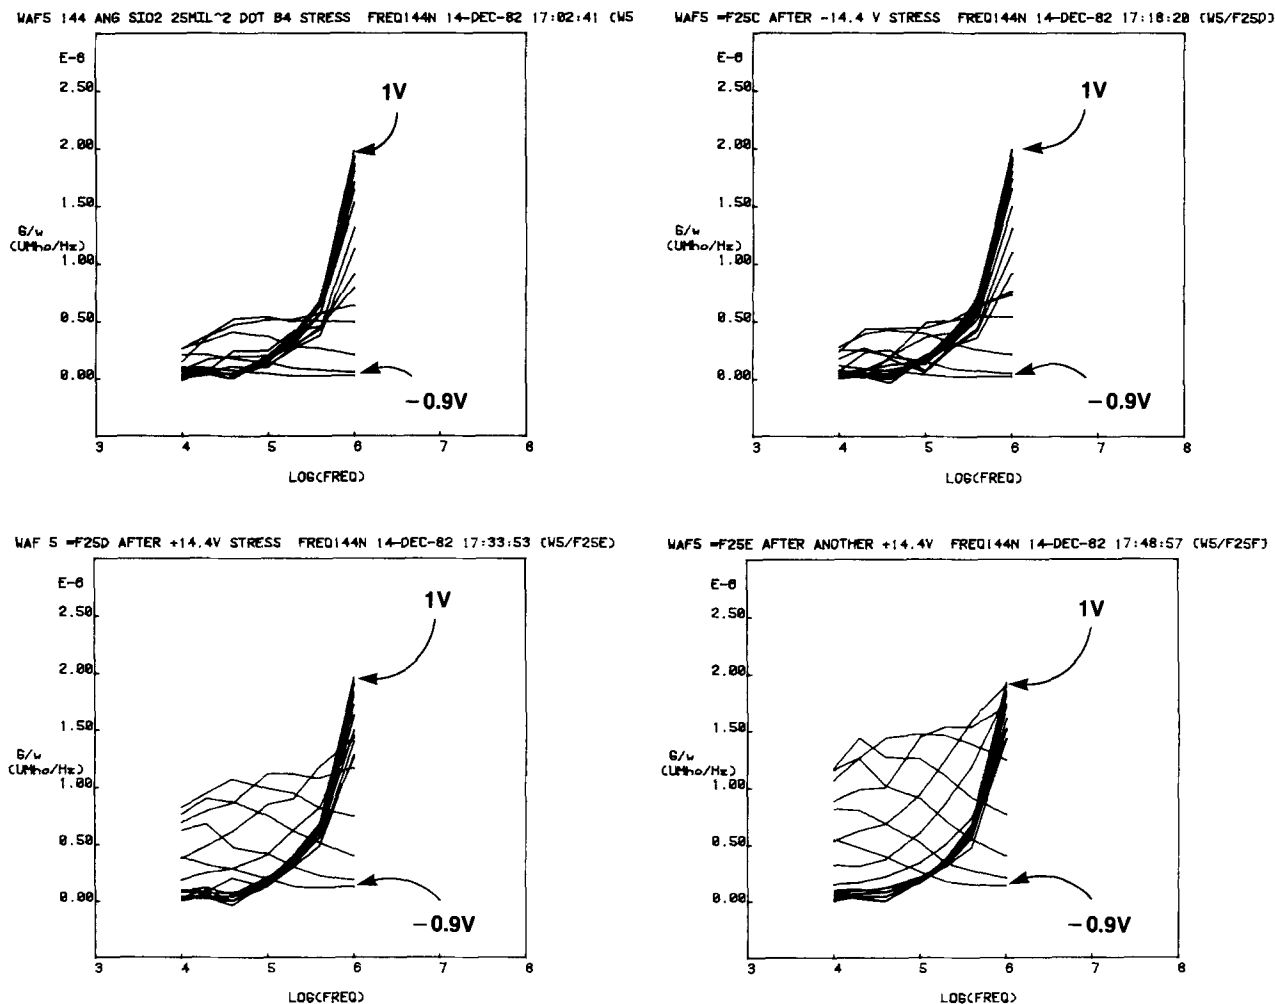 WAF5 144 ANG SIO2 25MIL^2 DOT B4 STRESS FREQ144N 14-DEC-82 17:02:41 (W5
E-6
2.50
2.00
1.50
1.00
0.50
0.00
G/w
(UMho/Hz)
1V
-0.9V
3 4 5 6 7 8
LOG(FREQ)
WAF5 =F25C AFTER -14.4 V STRESS FREQ144N 14-DEC-82 17:18:20 (W5/F25D)
E-6
2.50
2.00
1.50
1.00
0.50
0.00
G/w
(UMho/Hz)
1V
-0.9V
3 4 5 6 7 8
LOG(FREQ)
WAF 5 =F25D AFTER +14.4V STRESS FREQ144N 14-DEC-82 17:33:53 (W5/F25E)
E-6
2.50
2.00
1.50
1.00
0.50
0.00
G/w
(UMho/Hz)
1V
-0.9V
3 4 5 6 7 8
LOG(FREQ)
WAF5 =F25E AFTER ANOTHER +14.4V FREQ144N 14-DEC-82 17:48:57 (W5/F25F)
E-6
2.50
2.00
1.50
1.00
0.50
0.00
G/w
(UMho/Hz)
1V
-0.9V
3 4 5 6 7 8
LOG(FREQ)